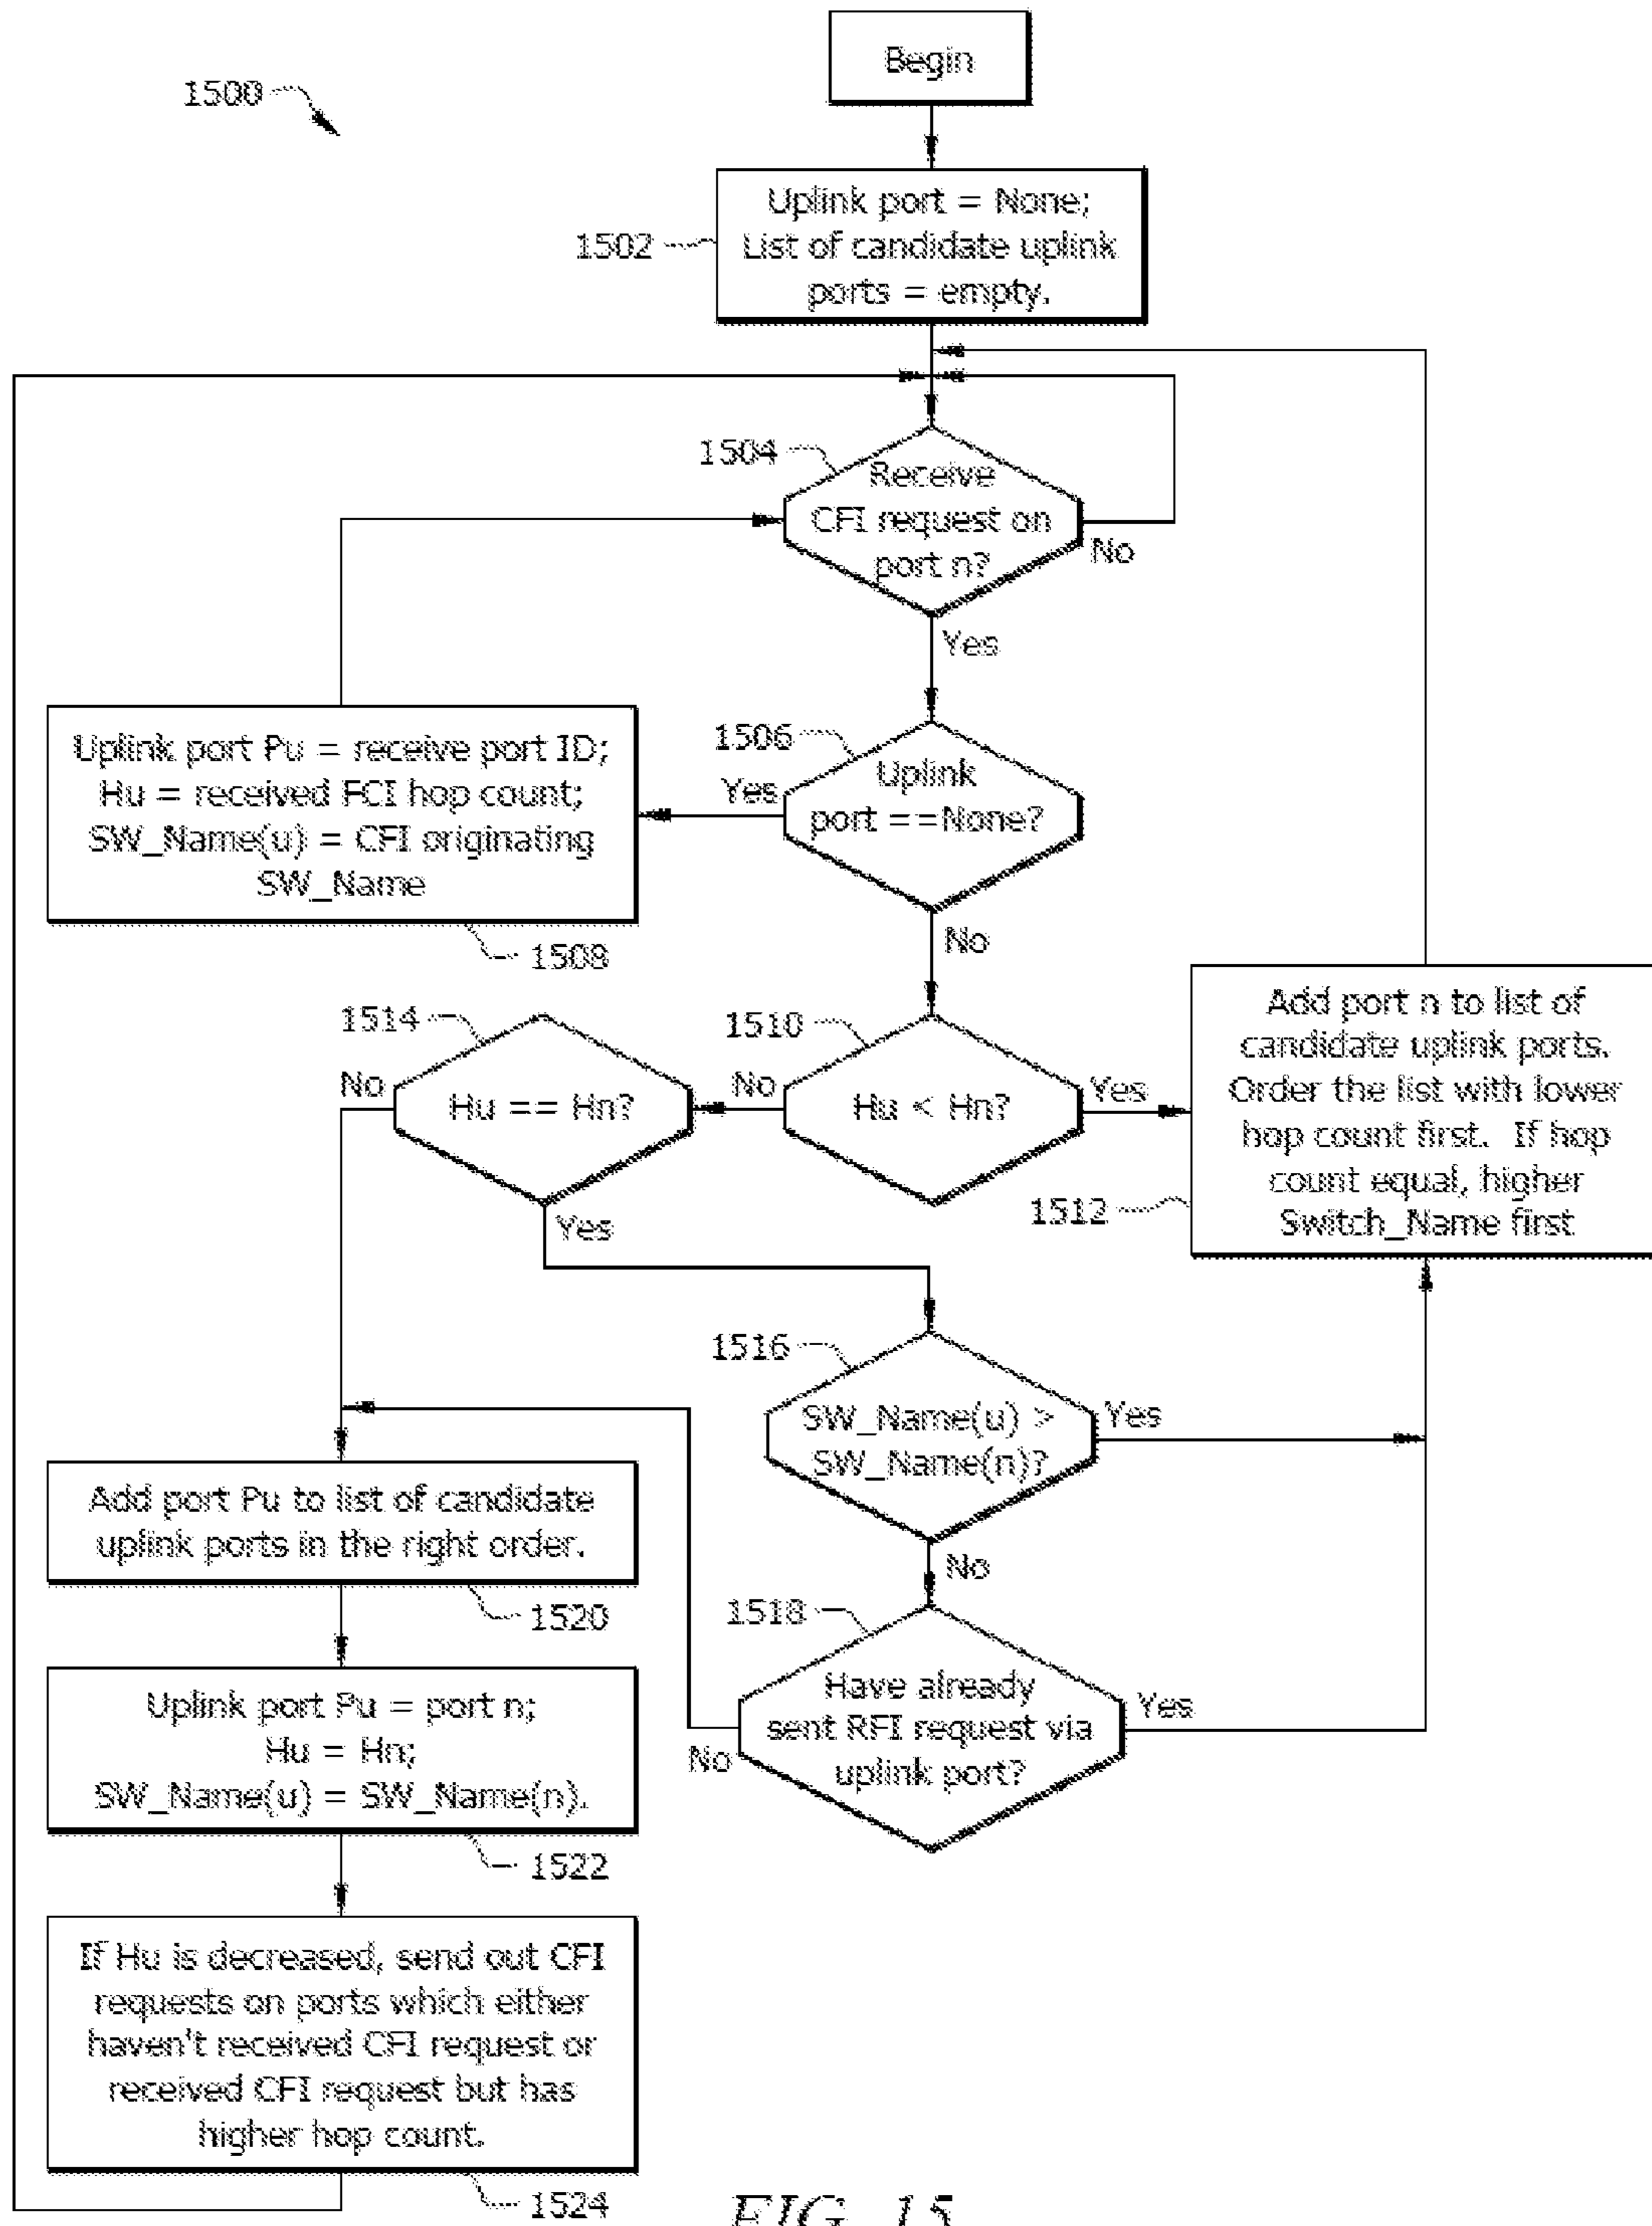 Begin
1500
Uplink port = None;
List of candidate uplink
ports = empty.
1502
1504
Receive
CFI request on
port n?
No
Yes
Uplink port Pu = receive port ID;
Hu = received FCI hop count;
SW_Name(u) = CFI originating
SW_Name
1508
1506
Uplink
port ==None?
Yes
No
1514
Hu == Hn?
No
Yes
1510
Hu < Hn?
No
Yes
Add port n to list of
candidate uplink ports.
Order the list with lower
hop count first. If hop
count equal, higher
Switch_Name first
1512
1516
SW_Name(u) >
SW_Name(n)?
Yes
No
Add port Pu to list of candidate
uplink ports in the right order.
1520
1518
Have already
sent RFI request via
uplink port?
Yes
No
Uplink port Pu = port n;
Hu = Hn;
SW_Name(u) = SW_Name(n).
1522
If Hu is decreased, send out CFI
requests on ports which either
haven't received CFI request or
received CFI request but has
higher hop count.
1524
FIG. 15